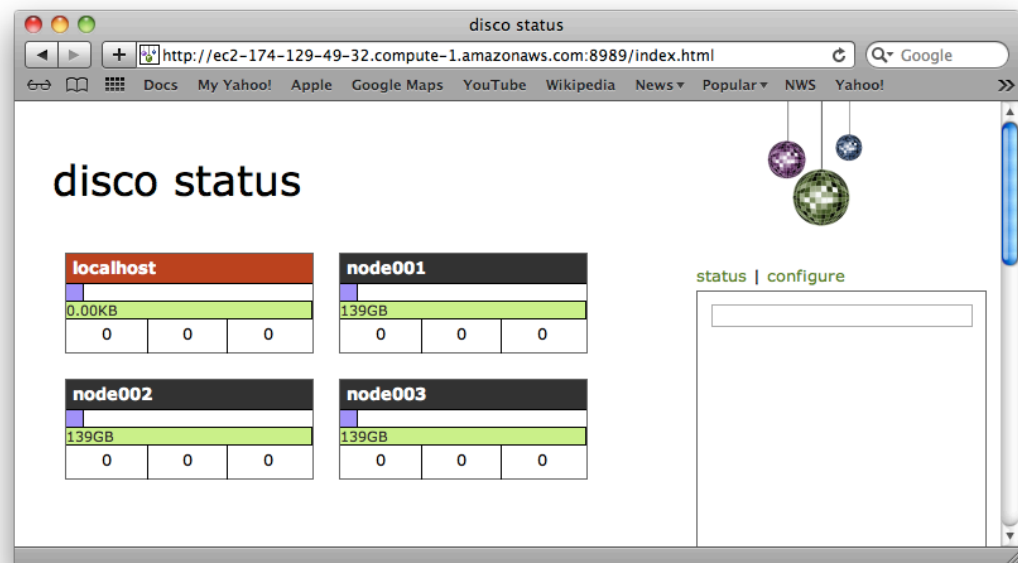 disco status
http://ec2-174-129-49-32.compute-1.amazonaws.com:8989/index.html
Google
Docs My Yahoo! Apple Google Maps YouTube Wikipedia News Popular NWS Yahoo!
disco status
status | configure
localhost
0.00KB
0 0 0
node001
139GB
0 0 0
node002
139GB
0 0 0
node003
139GB
0 0 0